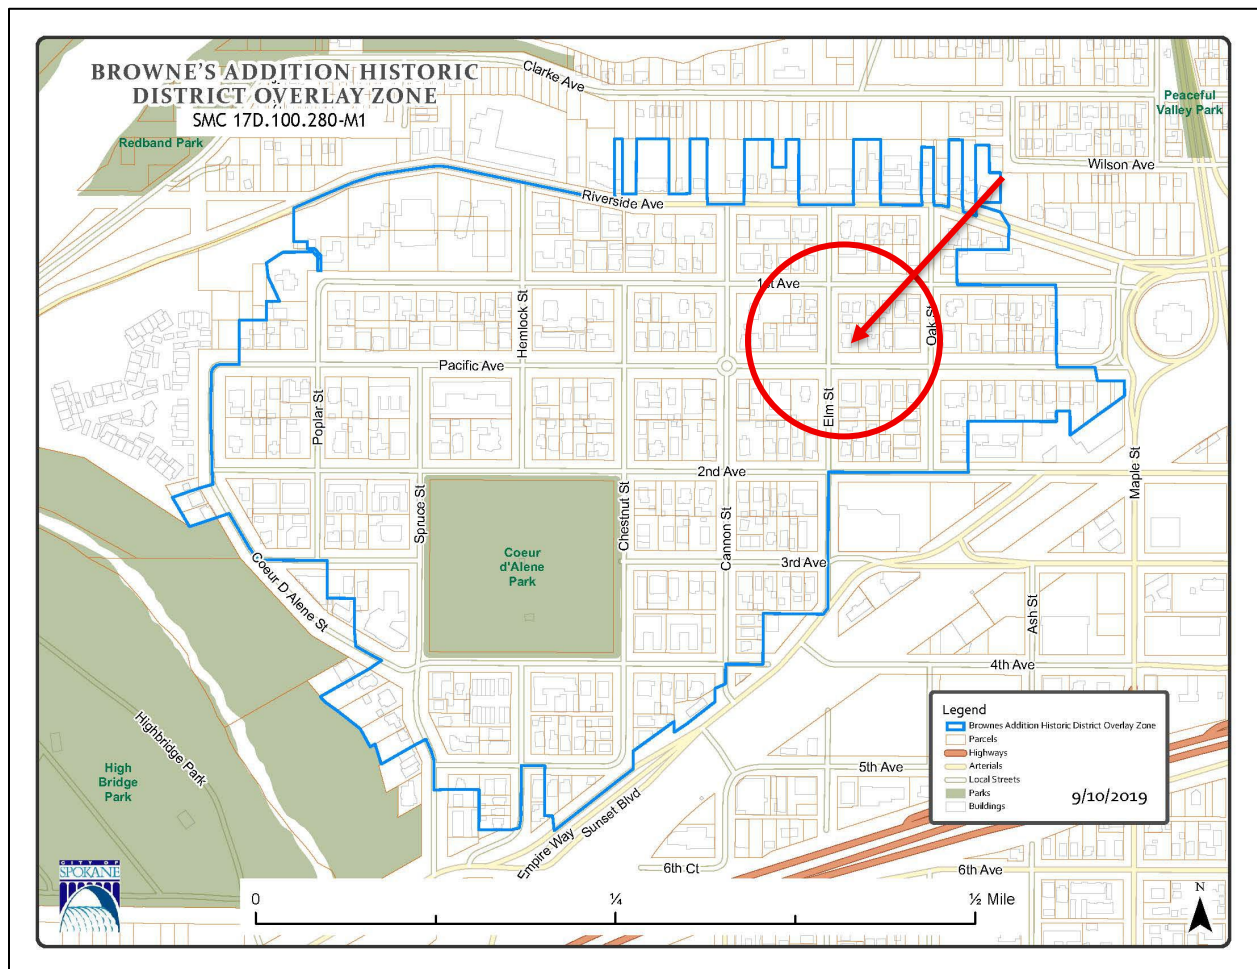 BROWNE'S ADDITION HISTORIC
DISTRICT OVERLAY ZONE
SMC 17D.100.280-M1
Clarke Ave
Peaceful
Valley Park
Redband Park
Wilson Ave
Riverside Ave
1st Ave
Hemlock St
Oak St
Pacific Ave
Poplar St
Elm St
2nd Ave
Maple St
Spruce St
Chestnut St
Cannon St
Coeur
d'Alene
Park
3rd Ave
Coeur D Alene St
Ash St
4th Ave
Highbridge Park
High
Bridge
Park
5th Ave
Sunset Blvd
Empire Way
6th Ct
6th Ave
Legend
Brownes Addition Historic District Overlay Zone
Parcels
Highways
Arterials
Local Streets
Parks
Buildings
9/10/2019
CITY OF
SPOKANE
0
¼
½ Mile
N